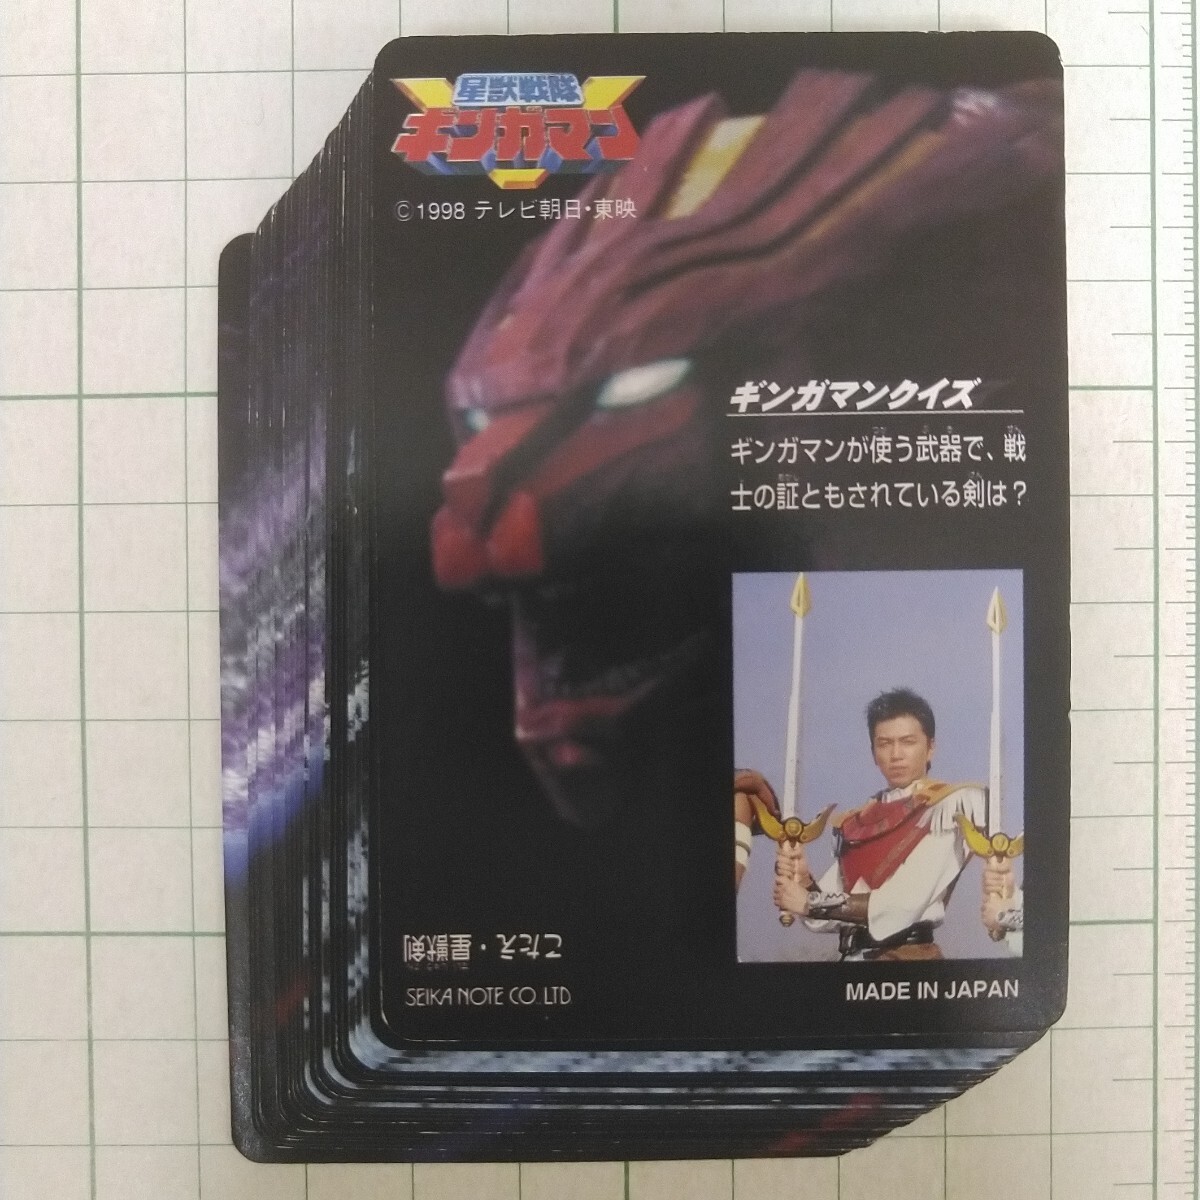 星獣戦隊
ギンガマン
©1998 テレビ朝日・東映
ギンガマンクイズ
ギンガマンが使う武器で、戦
士の証ともされている剣は？
こたえ・星獣剣
SEIKA NOTE CO. LTD
MADE IN JAPAN